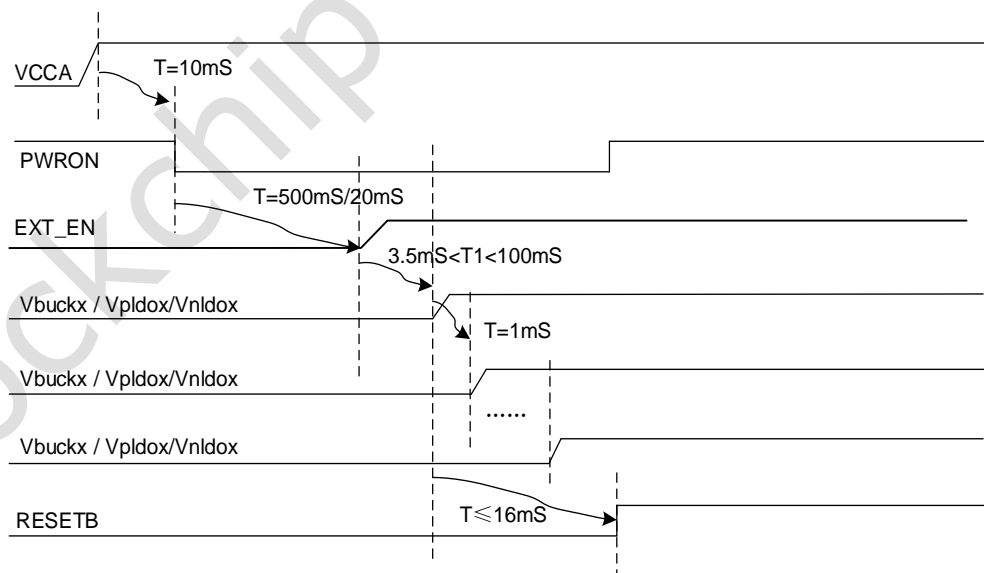 VCCA
T=10mS
PWRON
T=500mS/20mS
EXT_EN
3.5mS<T1<100mS
Vbuckx / Vpldox/Vnldox
T=1mS
Vbuckx / Vpldox/Vnldox
......
Vbuckx / Vpldox/Vnldox
T≤16mS
RESETB
ockchip